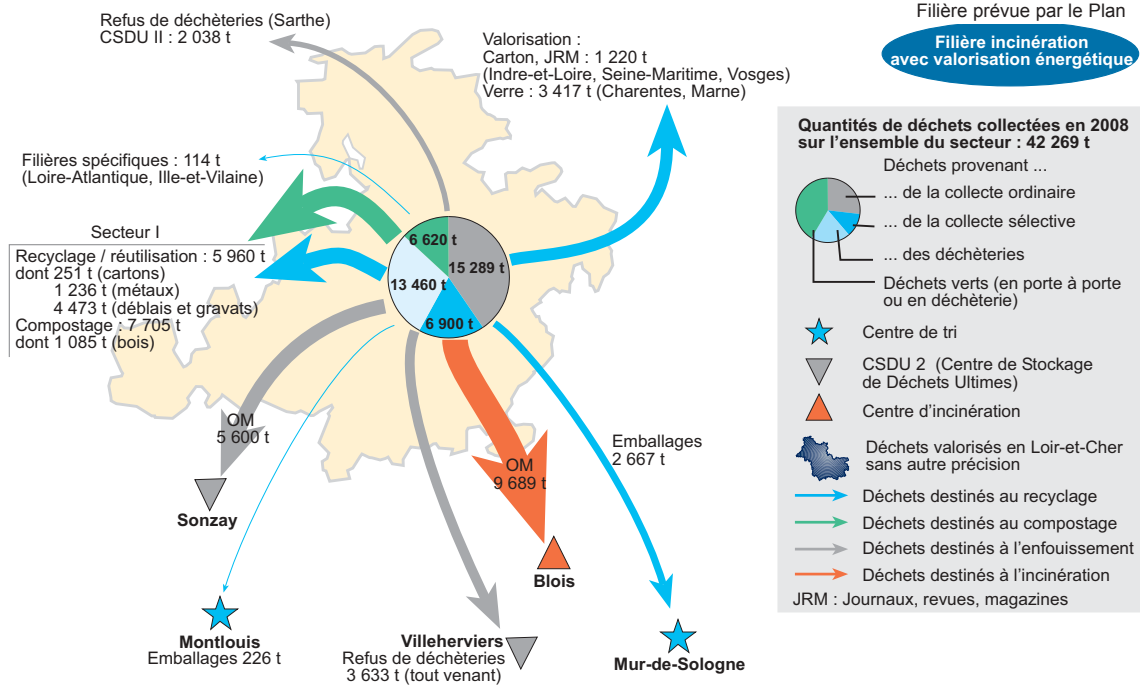 Refus de déchèteries (Sarthe)
CSDU II : 2 038 t
Valorisation :
Carton, JRM : 1 220 t
(Indre-et-Loire, Seine-Maritime, Vosges)
Verre : 3 417 t (Charentes, Marne)
Filière prévue par le Plan
Filière incinération
avec valorisation énergétique
Filières spécifiques : 114 t
(Loire-Atlantique, Ille-et-Vilaine)
Secteur I
Recyclage / réutilisation : 5 960 t
dont 251 t (cartons)
1 236 t (métaux)
4 473 t (déblais et gravats)
Compostage : 7 705 t
dont 1 085 t (bois)
6 620 t
15 289 t
13 460 t
6 900 t
OM
5 600 t
Sonzay
Montlouis
Emballages 226 t
Villeherviers
Refus de déchèteries
3 633 t (tout venant)
OM
9 689 t
Blois
Emballages
2 667 t
Mur-de-Sologne
Quantités de déchets collectées en 2008
sur l’ensemble du secteur : 42 269 t
Déchets provenant ...
... de la collecte ordinaire
... de la collecte sélective
... des déchèteries
Déchets verts (en porte à porte
ou en déchèterie)
Centre de tri
CSDU 2 (Centre de Stockage
de Déchets Ultimes)
Centre d’incinération
Déchets valorisés en Loir-et-Cher
sans autre précision
Déchets destinés au recyclage
Déchets destinés au compostage
Déchets destinés à l’enfouissement
Déchets destinés à l’incinération
JRM : Journaux, revues, magazines